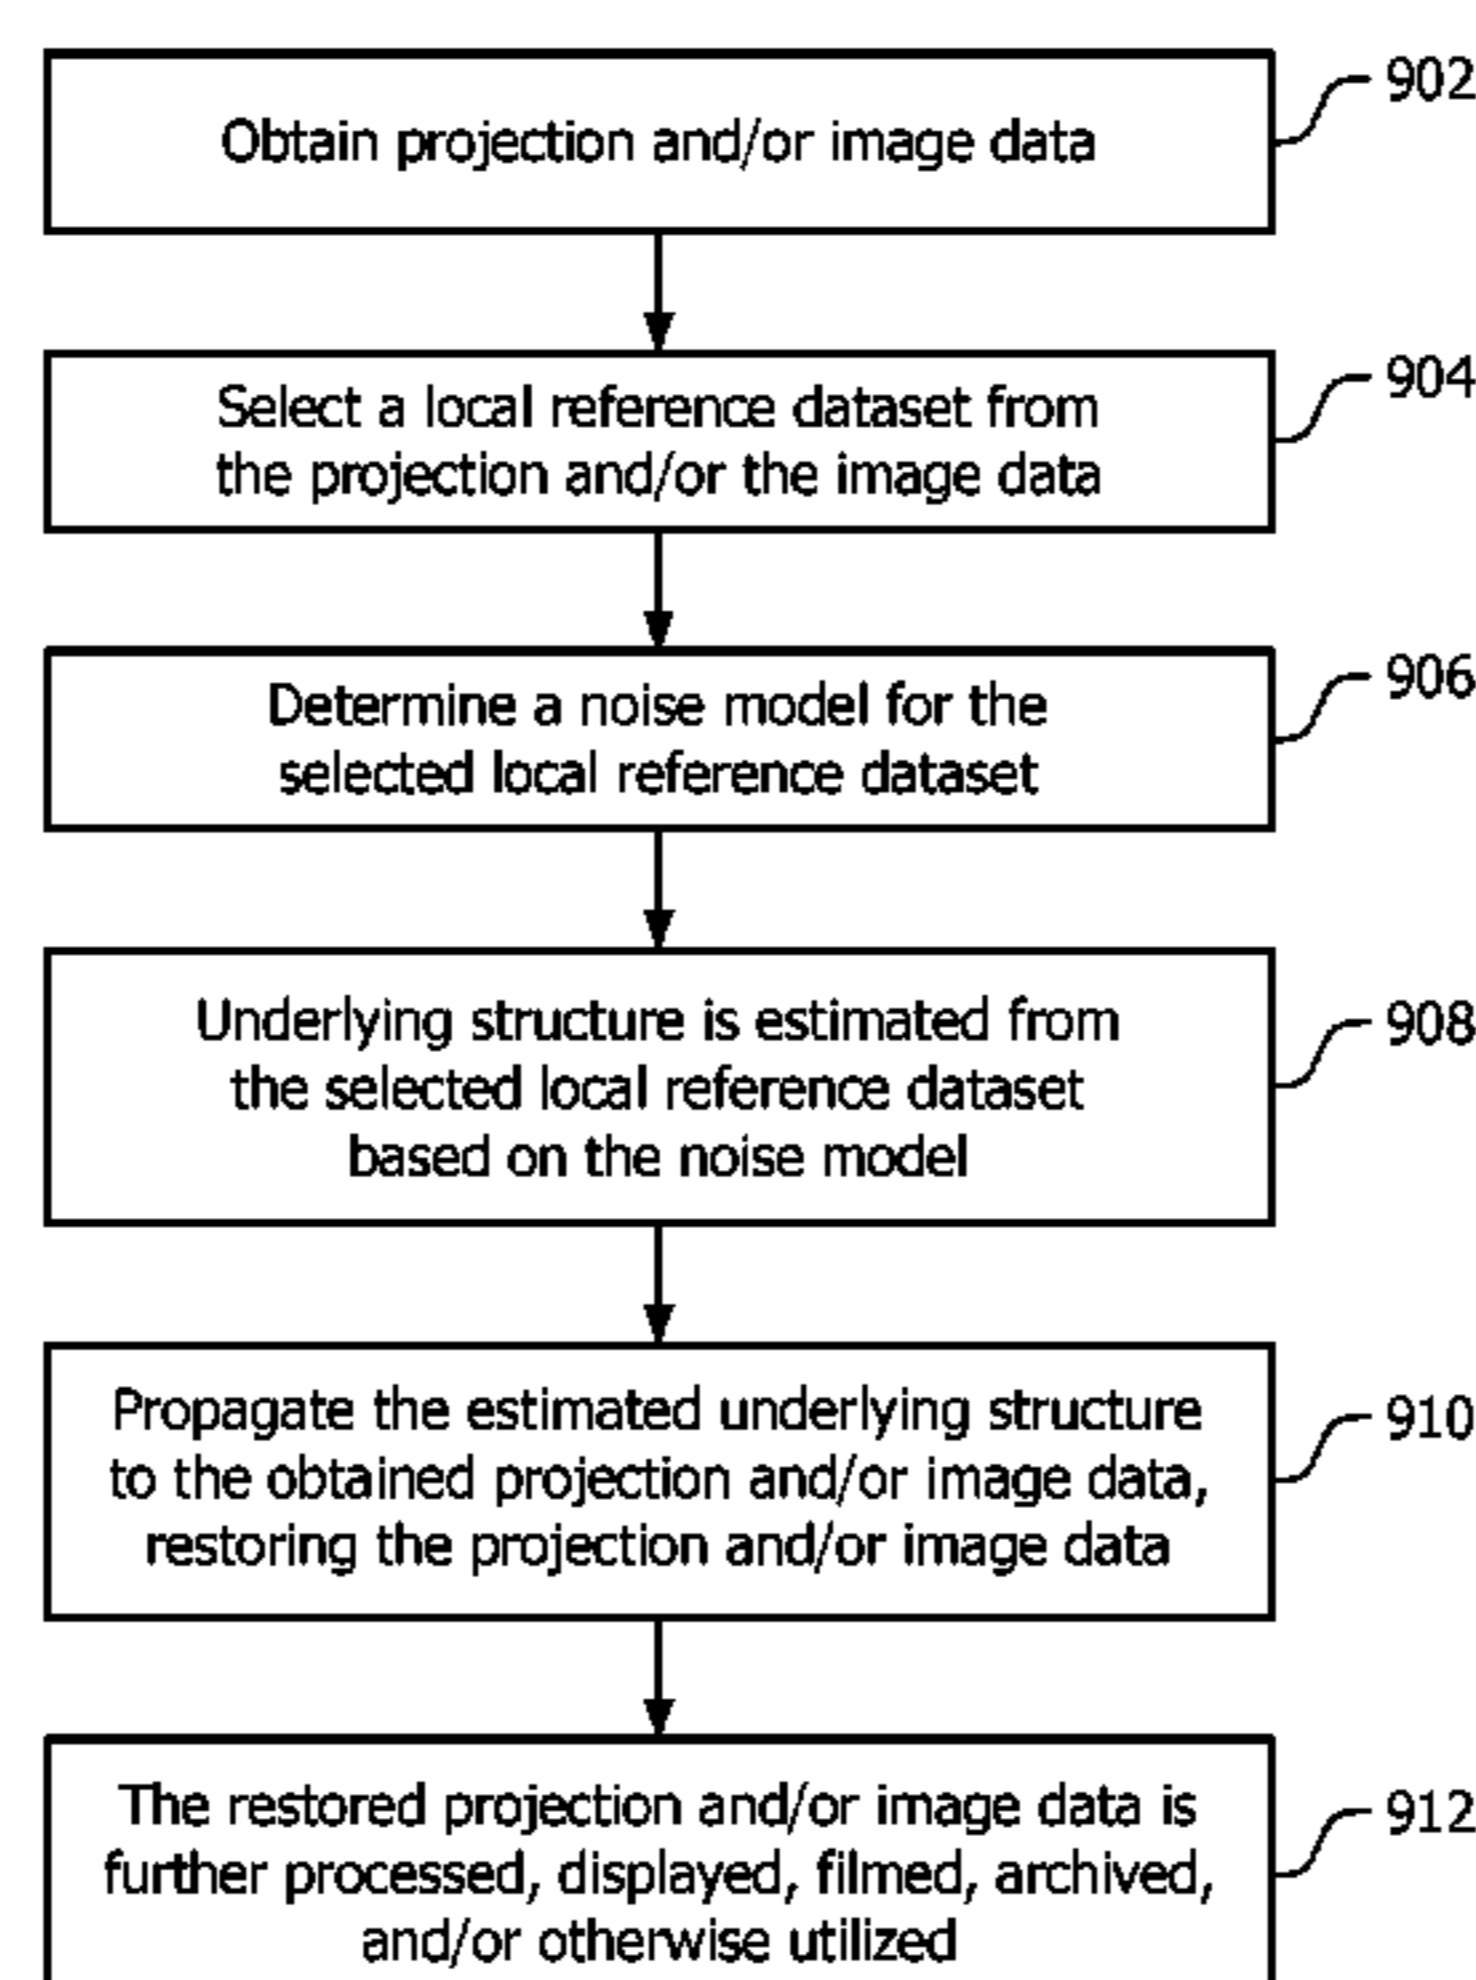 902
Obtain projection and/or image data
904
Select a local reference dataset from
the projection and/or the image data
906
Determine a noise model for the
selected local reference dataset
908
Underlying structure is estimated from
the selected local reference dataset
based on the noise model
910
Propagate the estimated underlying structure
to the obtained projection and/or image data,
restoring the projection and/or image data
912
The restored projection and/or image data is
further processed, displayed, filmed, archived,
and/or otherwise utilized